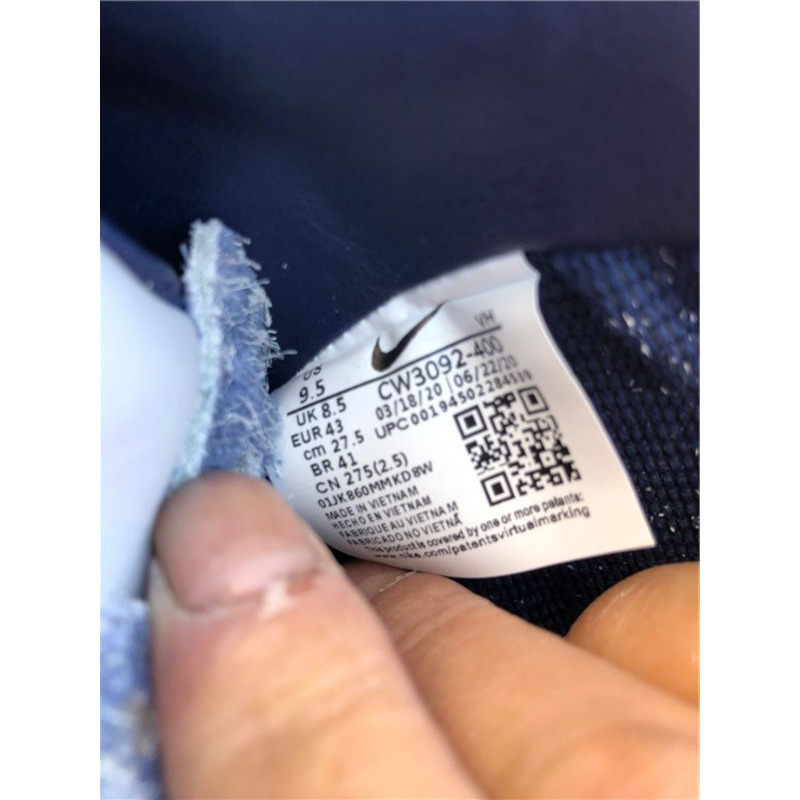 VH
US
9.5
CW3092-400
UK 8.5
03/18/20 06/22/20
EUR 43
UPC 00194502284539
cm 27.5
BR 41
CN 275(2.5)
01JK860MMKD8W
MADE IN VIETNAM
HECHO EN VIETNAM
FABRIQUE AU VIETNAM
FABRICADO NO VIETNÃ
This product is covered by one or more patents:
nike.com/patentsvirtualmarking